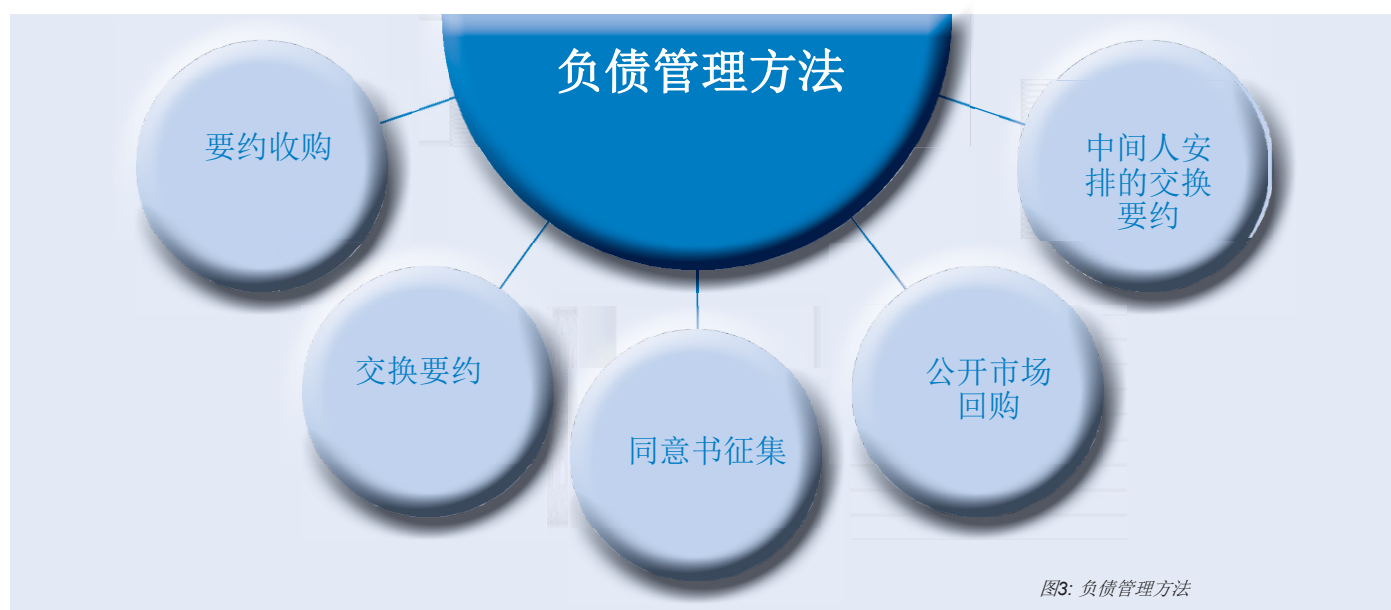 负债管理方法
要约收购
中间人安
排的交换
要约
交换要约
公开市场
回购
同意书征集
图3: 负债管理方法